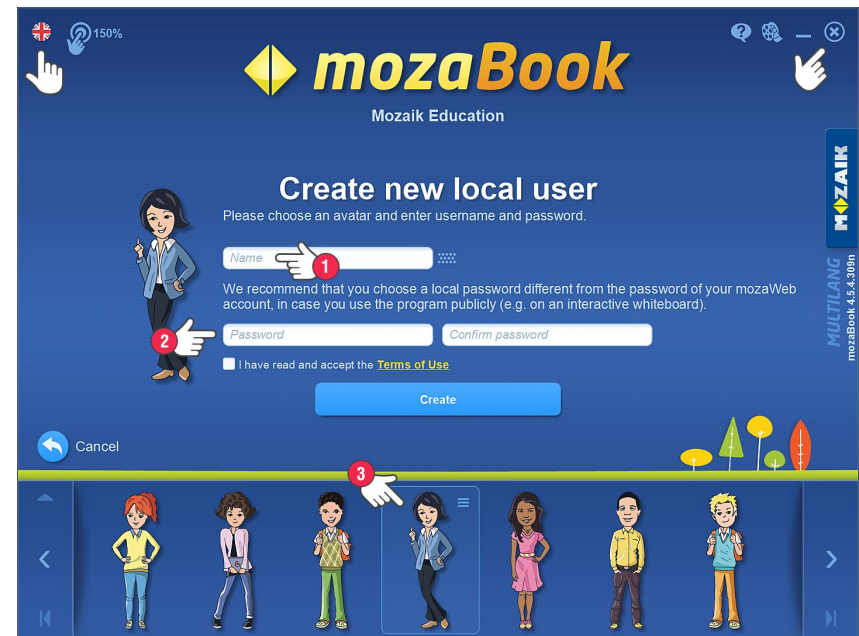 150%
mozaBook
Mozaik Education
Create new local user
Please choose an avatar and enter username and password.
Name
1
We recommend that you choose a local password different from the password of your mozaWeb
account, in case you use the program publicly (e.g. on an interactive whiteboard).
2
Password
Confirm password
I have read and accept the Terms of Use
Create
Cancel
3
MOZAIK
MULTILANG
mozaBook 4.5.4.309n